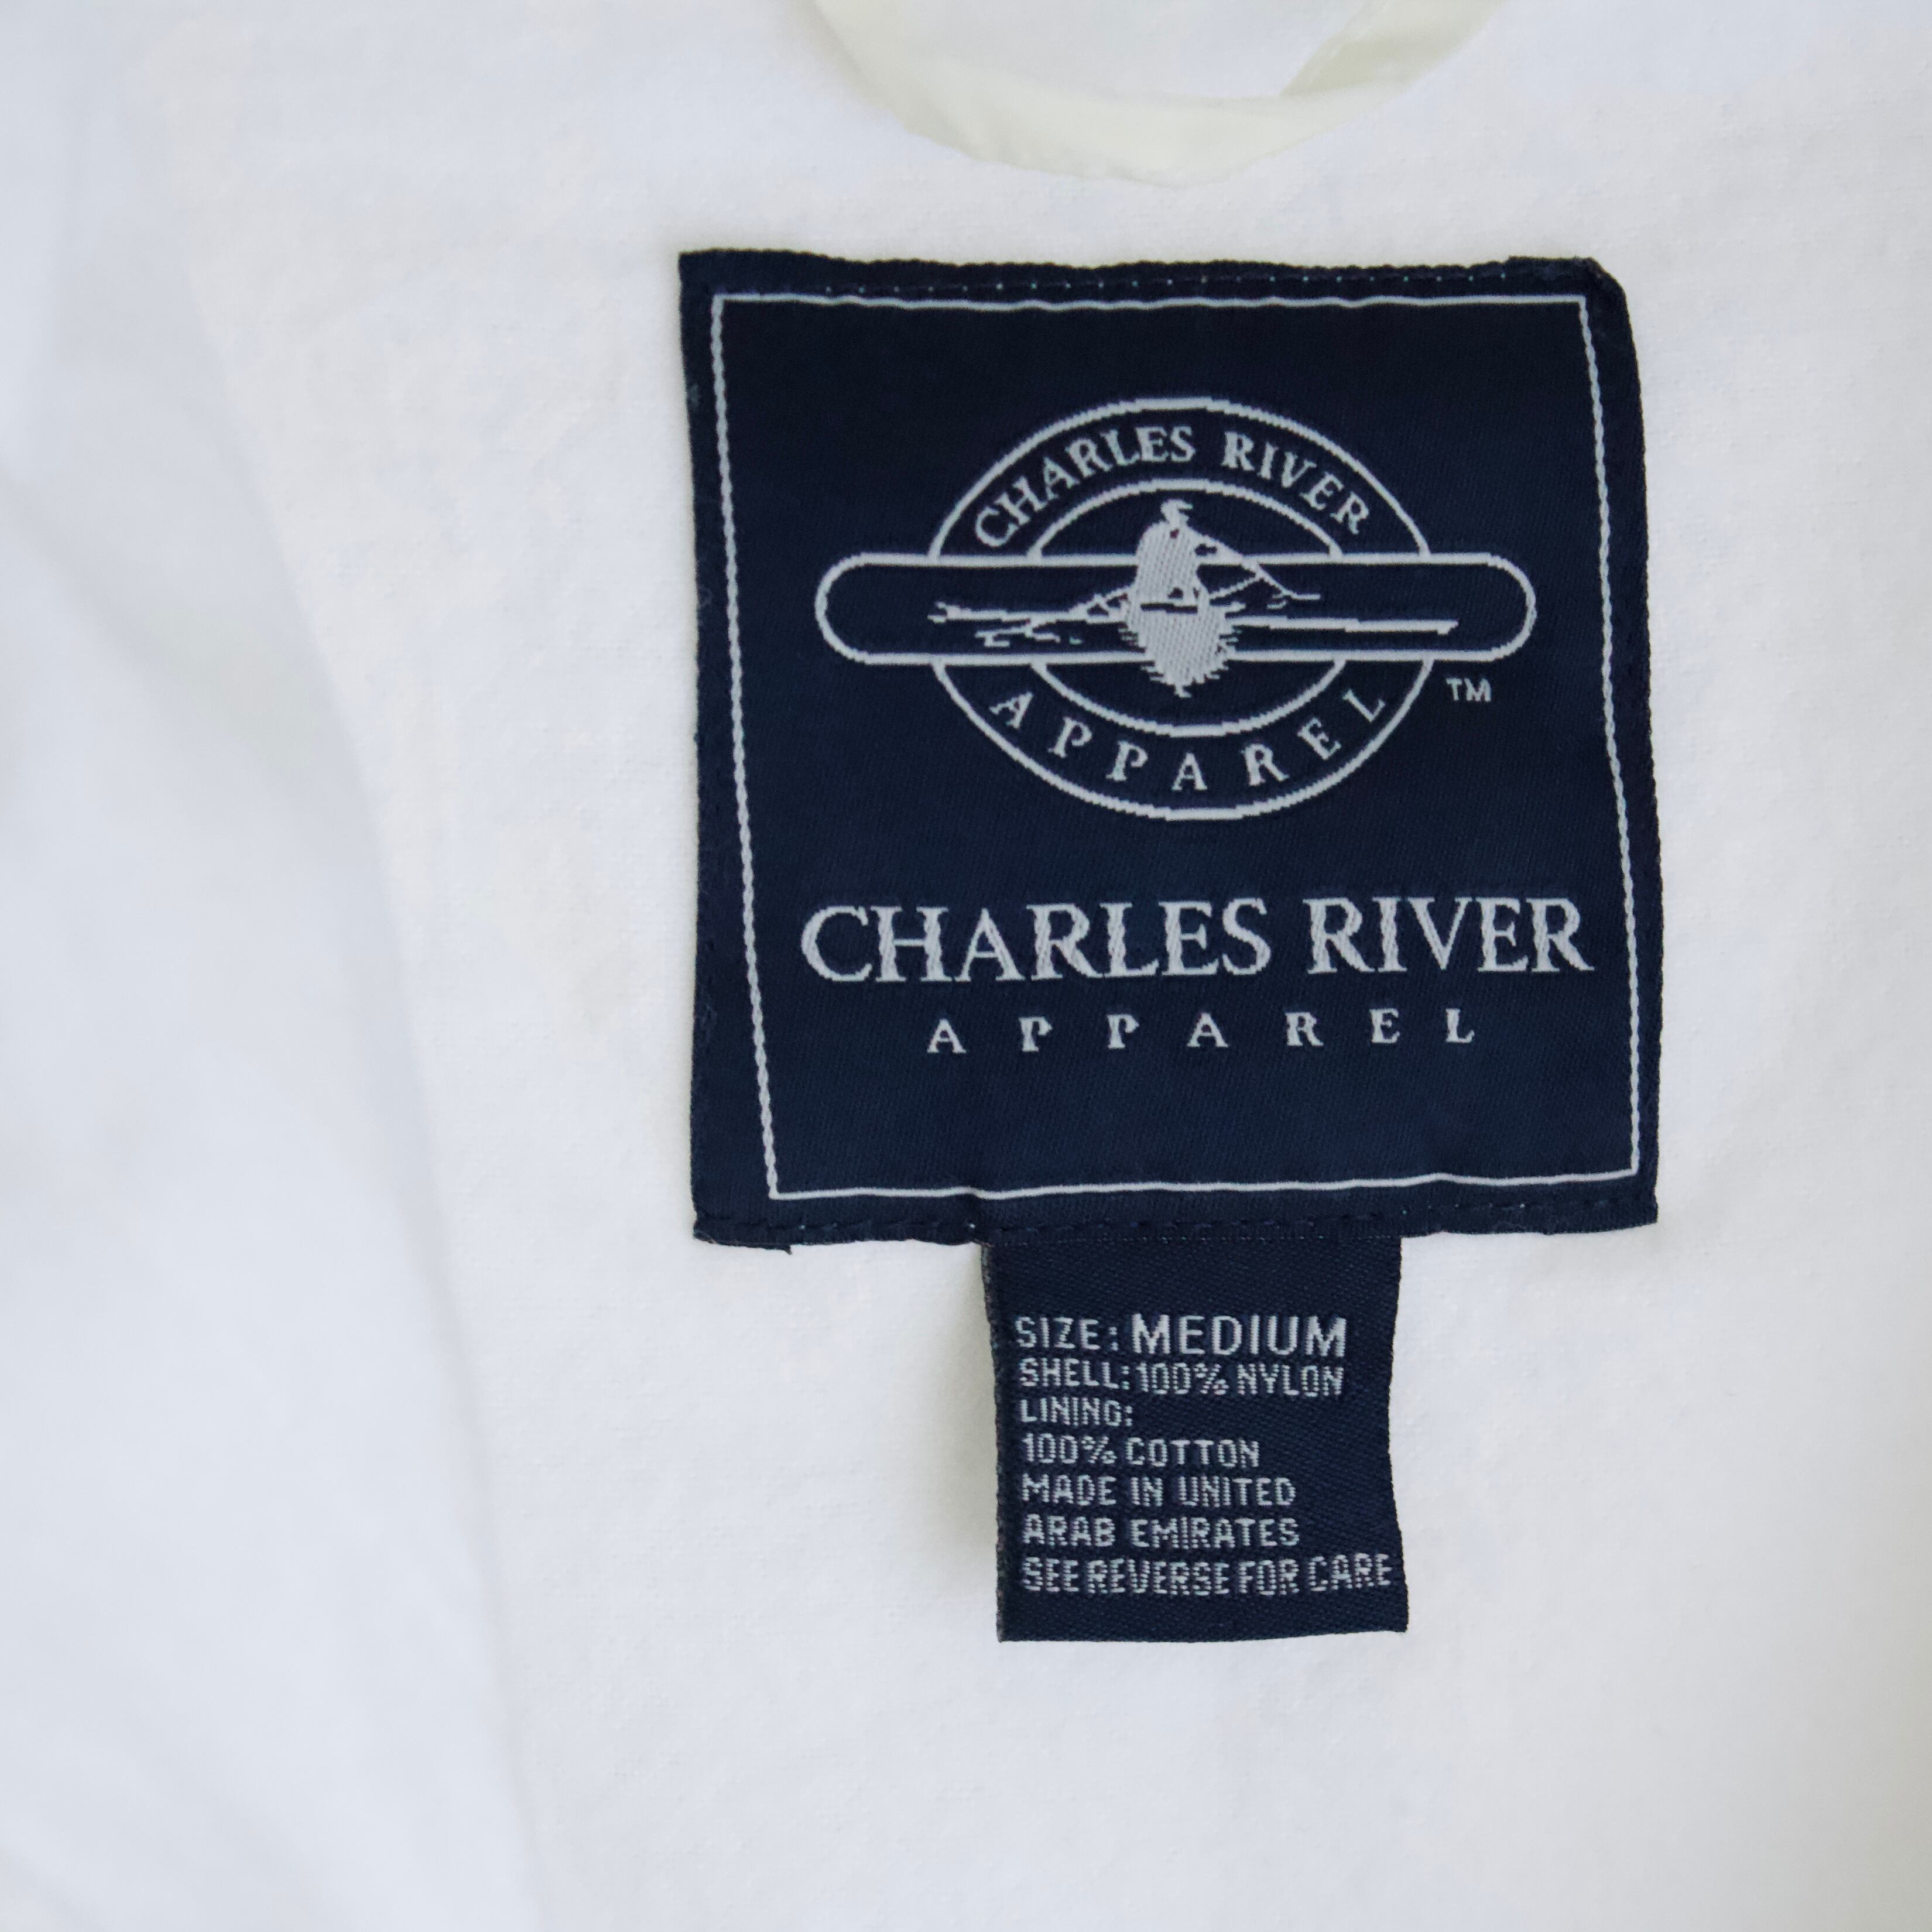 CHARLES RIVER
APPAREL
TM
CHARLES RIVER
APPAREL
SIZE: MEDIUM
SHELL: 100% NYLON
LINING:
100% COTTON
MADE IN UNITED
ARAB EMIRATES
SEE REVERSE FOR CARE